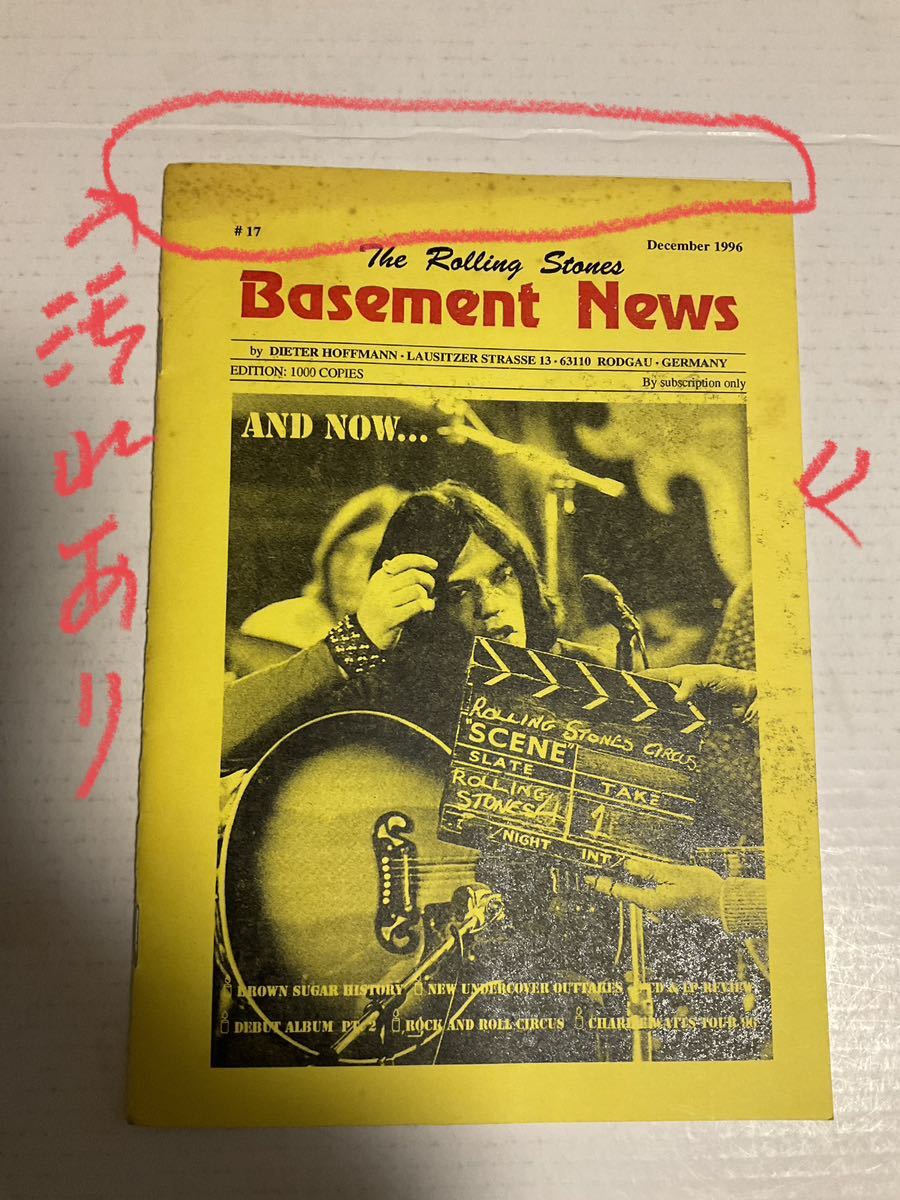 # 17
December 1996
The Rolling Stones
Basement News
by DIETER HOFFMANN · LAUSITZER STRASSE 13 · 63110 RODGAU · GERMANY
EDITION: 1000 COPIES
By subscription only
AND NOW...
ROLLING STONES CIRCUS
"SCENE"
SLATE
TAKE
ROLLING
STONES
1
NIGHT INT
BROWN SUGAR HISTORY NEW UNDERCOVER OUTTAKES CD & LP REVIEW
DEBUT ALBUM PT. 2 ROCK AND ROLL CIRCUS CHARLIE WATTS TOUR 96
汚れあり